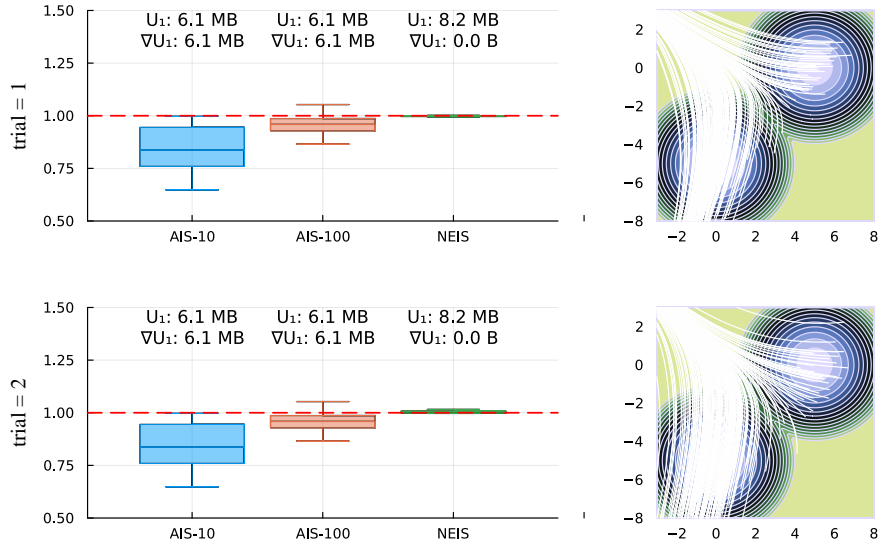 trial = 1
1.50
1.25
1.00
0.75
0.50
U₁: 6.1 MB
∇U₁: 6.1 MB
U₁: 6.1 MB
∇U₁: 6.1 MB
U₁: 8.2 MB
∇U₁: 0.0 B
AIS-10
AIS-100
NEIS
2
0
−2
−4
−6
−8
−2
0
2
4
6
8
trial = 2
1.50
1.25
1.00
0.75
0.50
U₁: 6.1 MB
∇U₁: 6.1 MB
U₁: 6.1 MB
∇U₁: 6.1 MB
U₁: 8.2 MB
∇U₁: 0.0 B
AIS-10
AIS-100
NEIS
2
0
−2
−4
−6
−8
−2
0
2
4
6
8